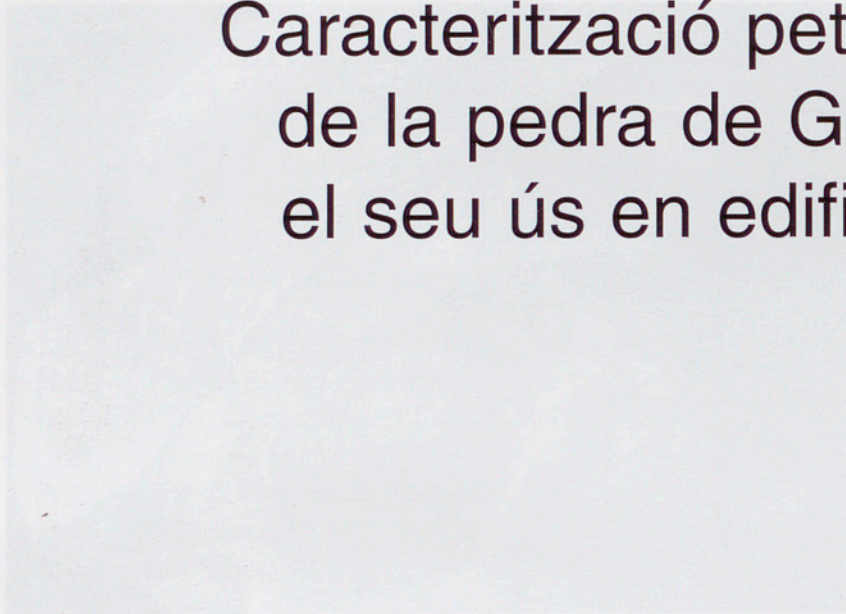 Caracterització pet
de la pedra de G
el seu ús en edifi